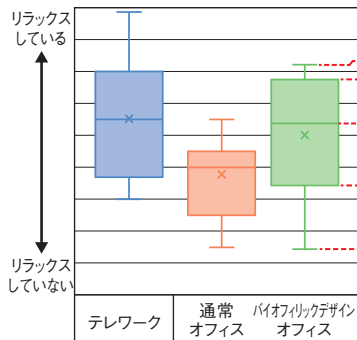 リラックス
している
リラックス
していない
テレワーク
通常
オフィス
バイオフィリックデザイン
オフィス